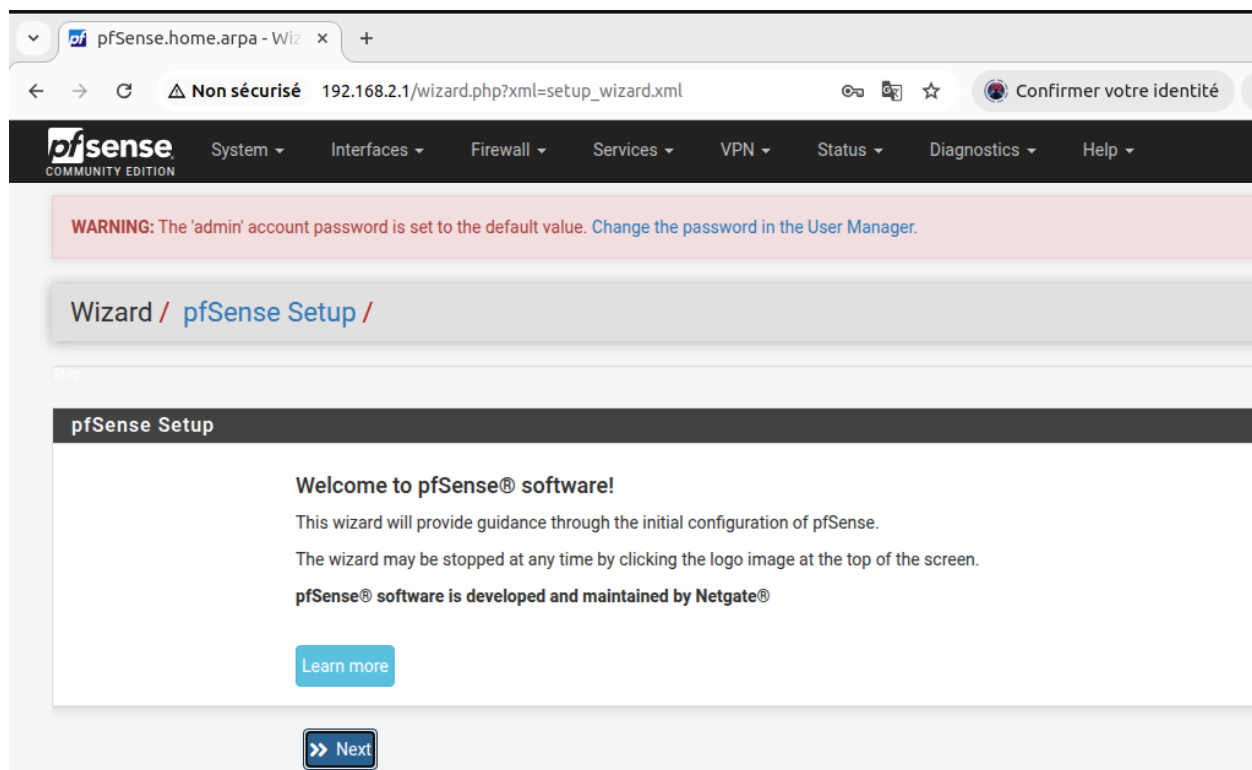 pfSense.home.arpa - Wiz
Non sécurisé 192.168.2.1/wizard.php?xml=setup_wizard.xml Confirmer votre identité
pfsense System Interfaces Firewall Services VPN Status Diagnostics Help
COMMUNITY EDITION
WARNING: The 'admin' account password is set to the default value. Change the password in the User Manager.
Wizard / pfSense Setup /
Step
pfSense Setup
Welcome to pfSense® software!
This wizard will provide guidance through the initial configuration of pfSense.
The wizard may be stopped at any time by clicking the logo image at the top of the screen.
pfSense® software is developed and maintained by Netgate®
Learn more
Next